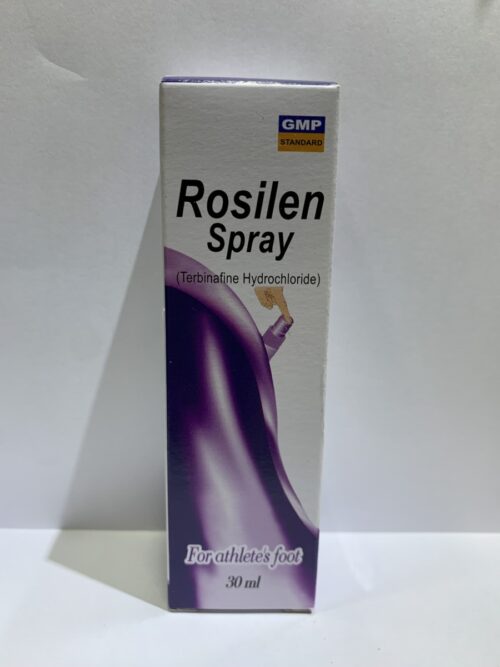 GMP
STANDARD
Rosilen
Spray
(Terbinafine Hydrochloride)
For athlete's foot
30 ml